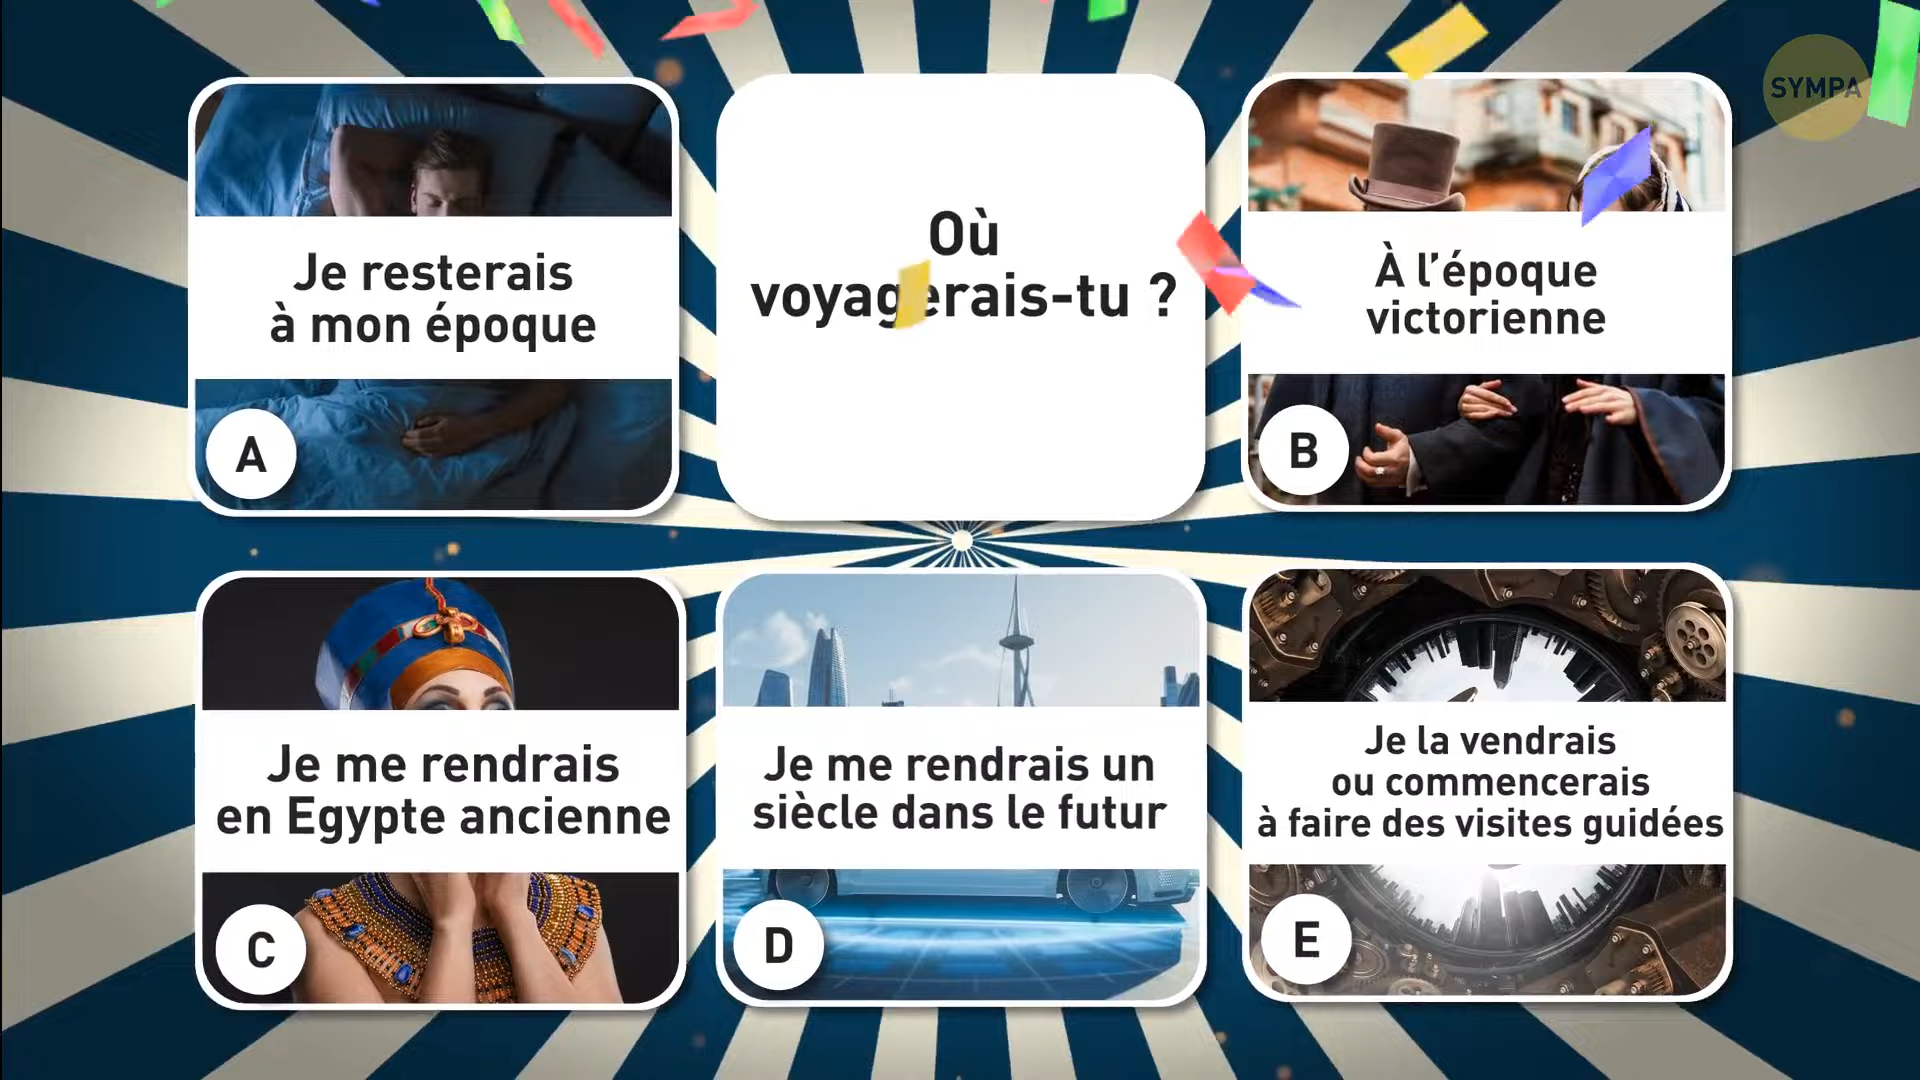 SYMPA
Je resterais
à mon époque
A
Où
voyagerais-tu ?
À l'époque
victorienne
B
Je me rendrais
en Egypte ancienne
C
Je me rendrais un
siècle dans le futur
D
Je la vendrais
ou commencerais
à faire des visites guidées
E